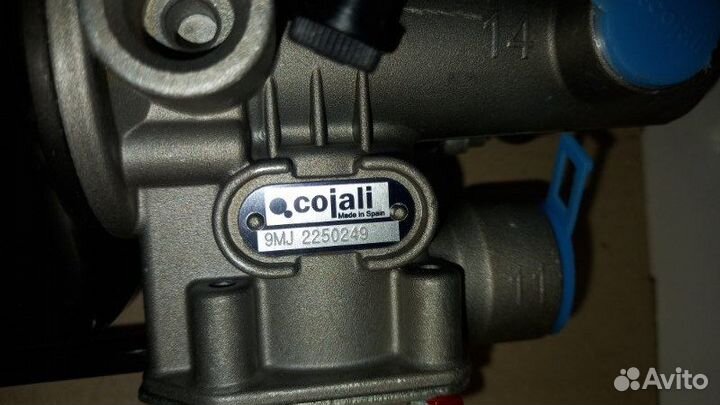 14
cojali
Made in Spain
9MJ 2250249
11
Avito